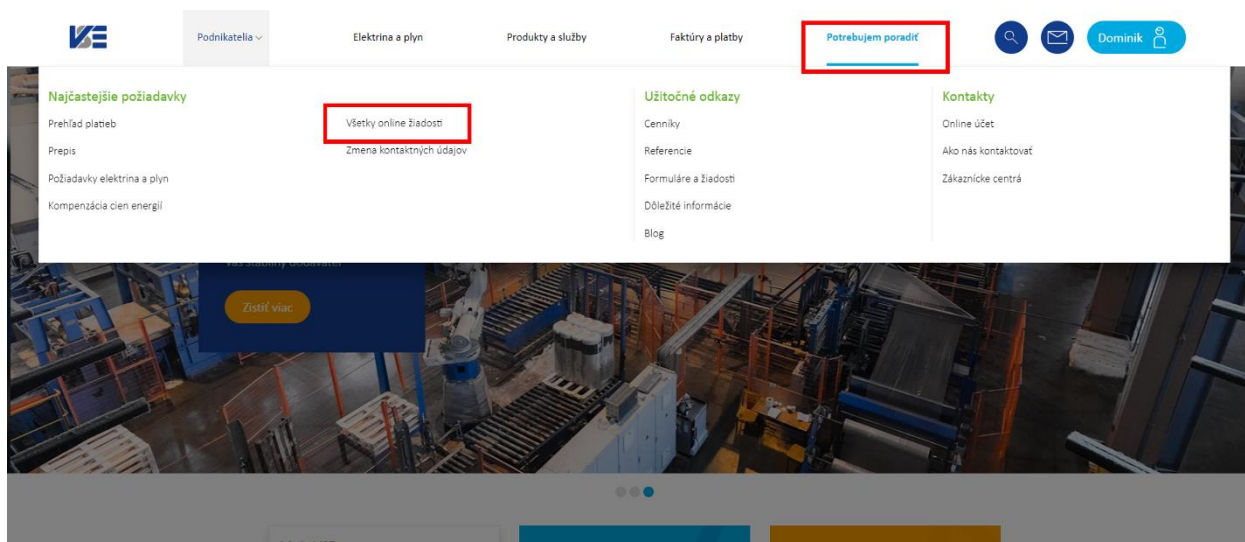 VSE
Podnikatelia
Elektrina a plyn
Produkty a služby
Faktúry a platby
Potrebujem poradiť
Dominik
Najčastejšie požiadavky
Prehľad platieb
Prepis
Požiadavky elektrina a plyn
Kompenzácia cien energií
Všetky online žiadosti
Zmena kontaktných údajov
Užitočné odkazy
Cenníky
Referencie
Formuláre a žiadosti
Dôležité informácie
Blog
Kontakty
Online účet
Ako nás kontaktovať
Zákaznícke centrá
Zistiť viac